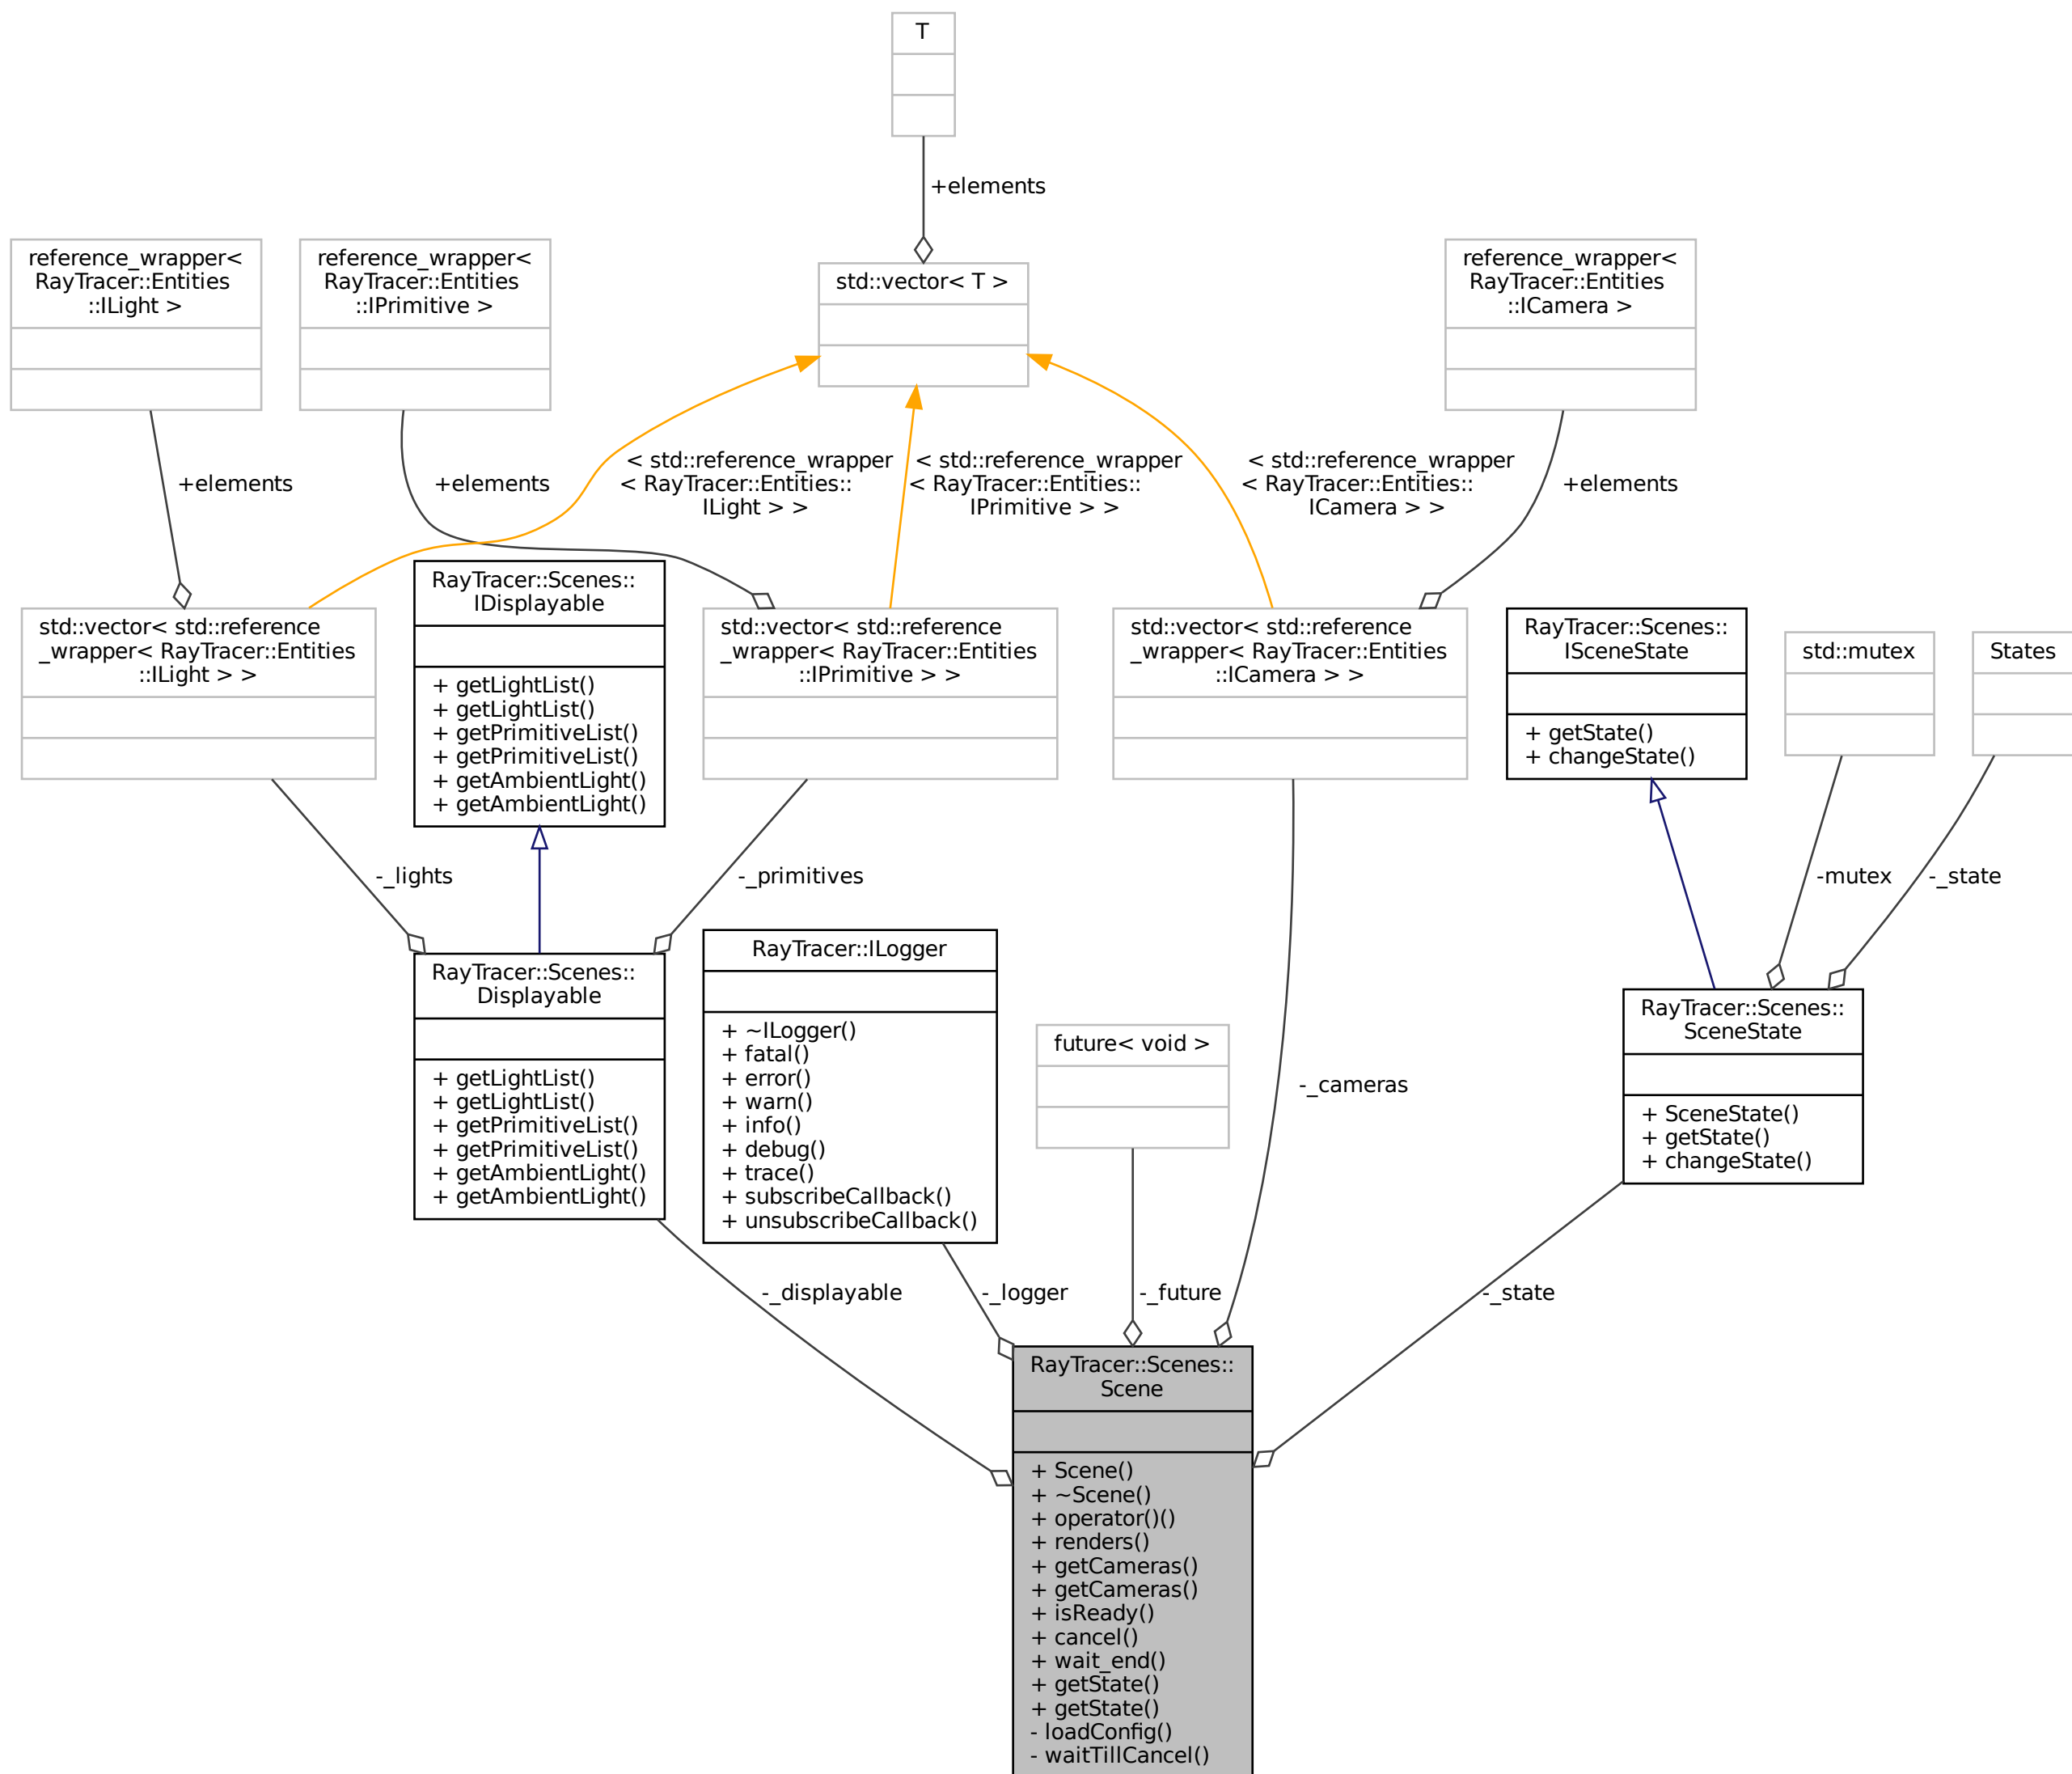 T
+elements
reference_wrapper<
RayTracer::Entities
::ILight >
reference_wrapper<
RayTracer::Entities
::IPrimitive >
std::vector< T >
reference_wrapper<
RayTracer::Entities
::ICamera >
+elements
+elements
< std::reference_wrapper
< RayTracer::Entities::
ILight > >
< std::reference_wrapper
< RayTracer::Entities::
IPrimitive > >
< std::reference_wrapper
< RayTracer::Entities::
ICamera > >
+elements
std::vector< std::reference
_wrapper< RayTracer::Entities
::ILight > >
RayTracer::Scenes::
IDisplayable
+ getLightList()
+ getLightList()
+ getPrimitiveList()
+ getPrimitiveList()
+ getAmbientLight()
+ getAmbientLight()
std::vector< std::reference
_wrapper< RayTracer::Entities
::IPrimitive > >
std::vector< std::reference
_wrapper< RayTracer::Entities
::ICamera > >
RayTracer::Scenes::
ISceneState
+ getState()
+ changeState()
std::mutex
States
-_lights
-_primitives
-mutex
-_state
RayTracer::Scenes::
Displayable
+ getLightList()
+ getLightList()
+ getPrimitiveList()
+ getPrimitiveList()
+ getAmbientLight()
+ getAmbientLight()
RayTracer::ILogger
+ ~ILogger()
+ fatal()
+ error()
+ warn()
+ info()
+ debug()
+ trace()
+ subscribeCallback()
+ unsubscribeCallback()
future< void >
-_cameras
RayTracer::Scenes::
SceneState
+ SceneState()
+ getState()
+ changeState()
-_displayable
-_logger
-_future
-_state
RayTracer::Scenes::
Scene
+ Scene()
+ ~Scene()
+ operator()()
+ renders()
+ getCameras()
+ getCameras()
+ isReady()
+ cancel()
+ wait_end()
+ getState()
+ getState()
- loadConfig()
- waitTillCancel()